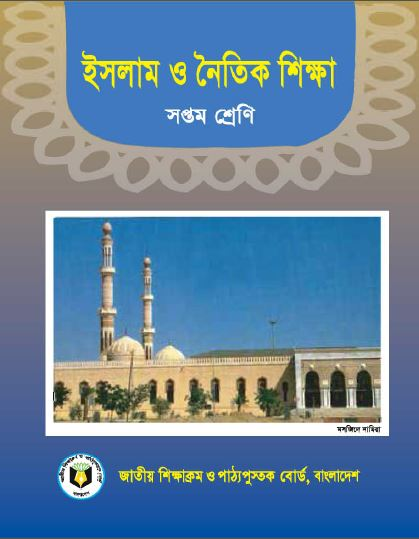 ইসলাম ও নৈতিক শিক্ষা
সপ্তম শ্রেণি
মসজিদে নামিরা
জাতীয় শিক্ষাক্রম ও পাঠ্যপুস্তক বোর্ড, বাংলাদেশ